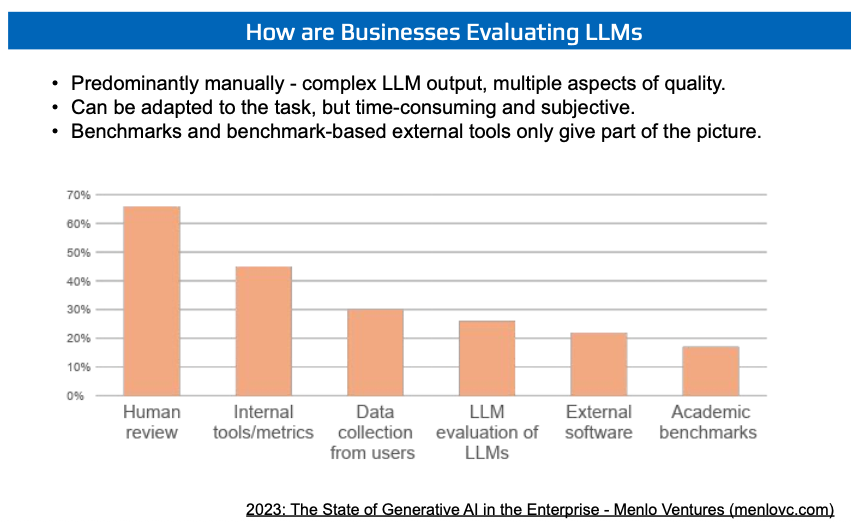 How are Businesses Evaluating LLMs
• Predominantly manually - complex LLM output, multiple aspects of quality.
• Can be adapted to the task, but time-consuming and subjective.
• Benchmarks and benchmark-based external tools only give part of the picture.
70%
60%
50%
40%
30%
20%
10%
0%
Human review
Internal tools/metrics
Data collection from users
LLM evaluation of LLMs
External software
Academic benchmarks
2023: The State of Generative AI in the Enterprise - Menlo Ventures (menlovc.com)